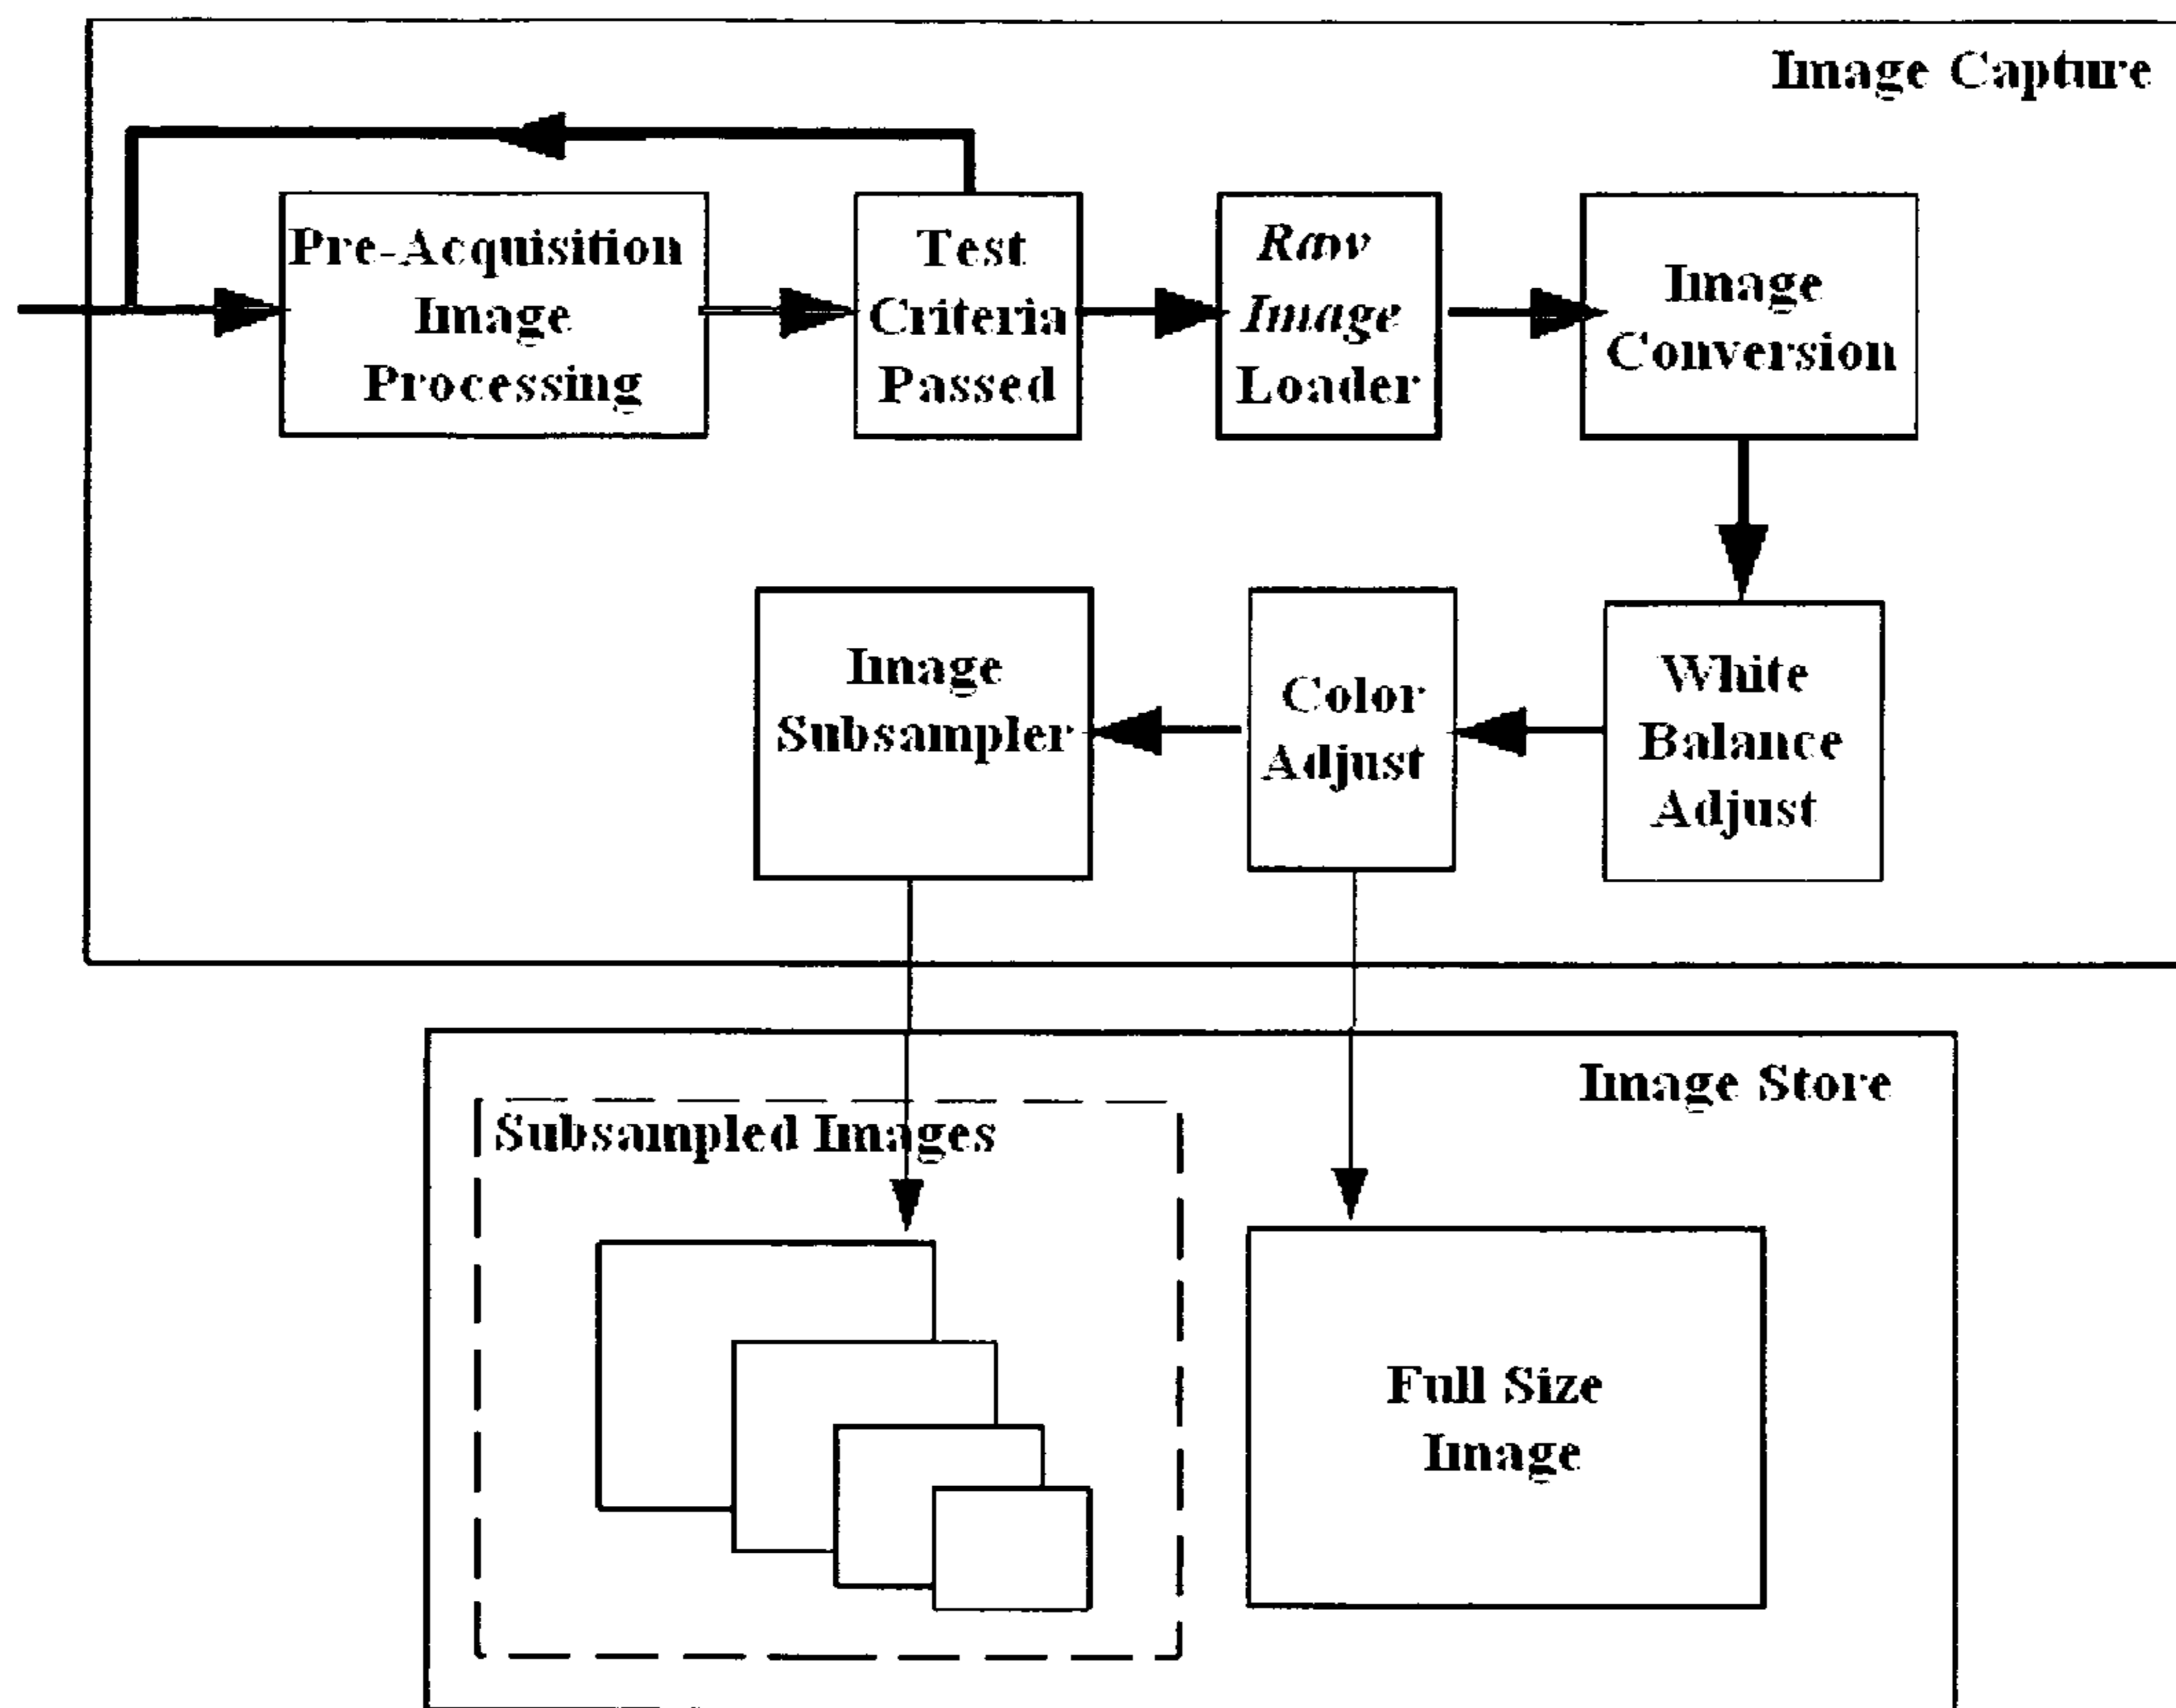 Image Capture
Pre-Acquisition
Image
Processing
Test
Criteria
Passed
Raw
Image
Loader
Image
Conversion
Image
Subsampler
Color
Adjust
White
Balance
Adjust
Image Store
Subsampled Images
Full Size
Image